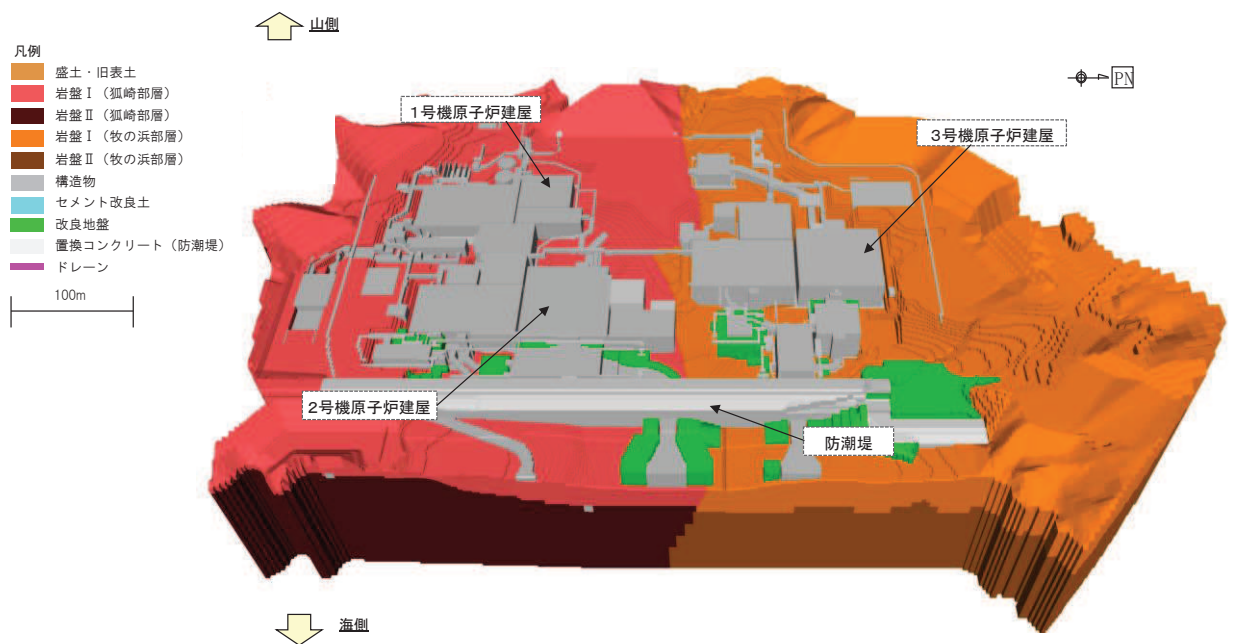 山側
凡例
盛土・旧表土
岩盤Ⅰ（狐崎部層）
岩盤Ⅱ（狐崎部層）
岩盤Ⅰ（牧の浜部層）
岩盤Ⅱ（牧の浜部層）
構造物
セメント改良土
改良地盤
置換コンクリート（防潮堤）
ドレーン
100m
PN
1号機原子炉建屋
3号機原子炉建屋
2号機原子炉建屋
防潮堤
海側